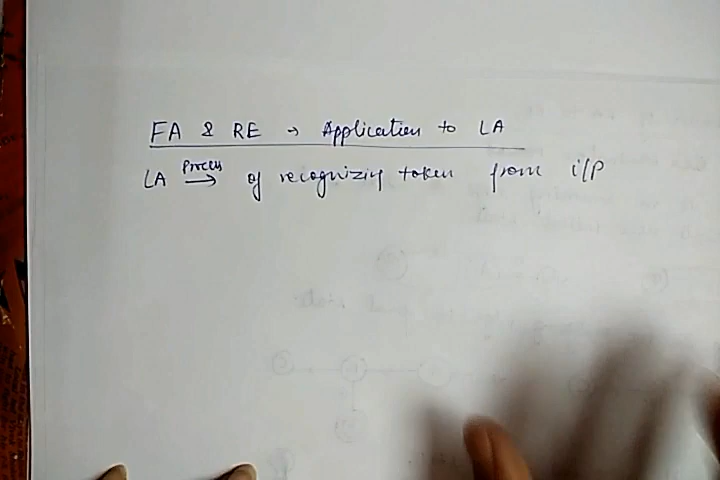 FA & RE → Application to LA
LA Process → of recognizing token from i/p